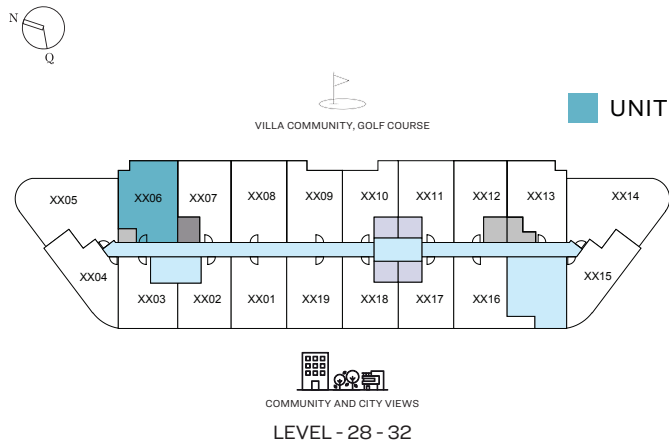 N
Q
VILLA COMMUNITY, GOLF COURSE
UNIT
XX05
XX06
XX07
XX08
XX09
XX10
XX11
XX12
XX13
XX14
XX04
XX03
XX02
XX01
XX19
XX18
XX17
XX16
XX15
COMMUNITY AND CITY VIEWS
LEVEL - 28 - 32